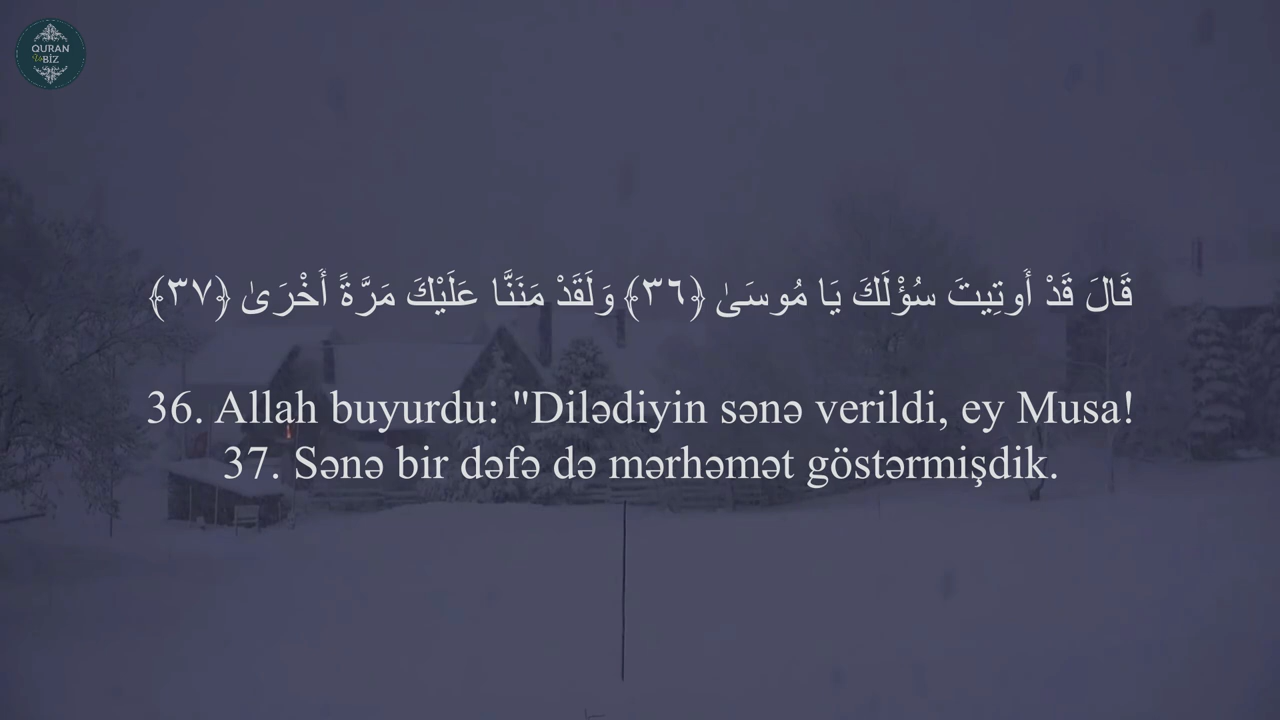 QURAN
Və BİZ
قَالَ قَدْ أُوتِيتَ سُؤْلَكَ يَا مُوسَىٰ ﴿٣٦﴾ وَلَقَدْ مَنَنَّا عَلَيْكَ مَرَّةً أُخْرَىٰ ﴿٣٧﴾
36. Allah buyurdu: "Dilədiyin sənə verildi, ey Musa!
37. Sənə bir dəfə də mərhəmət göstərmişdik.